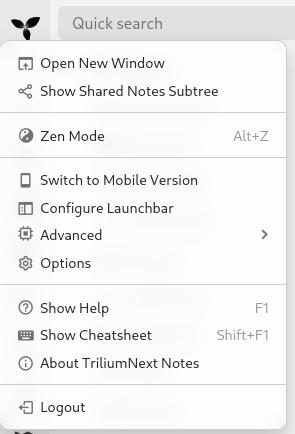 Quick search
Open New Window
Show Shared Notes Subtree
Zen Mode Alt+Z
Switch to Mobile Version
Configure Launchbar
Advanced
Options
Show Help F1
Show Cheatsheet Shift+F1
About TriliumNext Notes
Logout